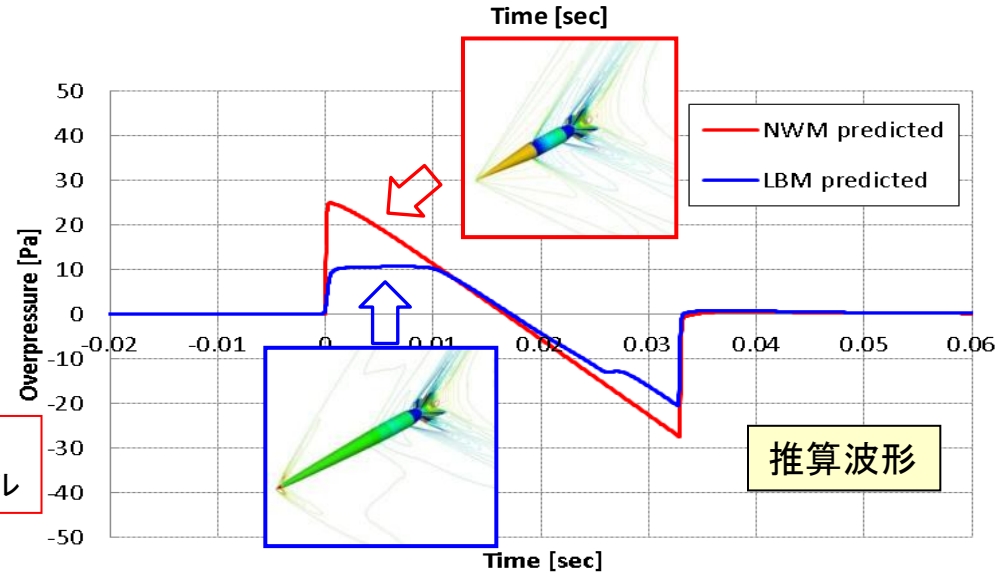 Time [sec]
50
40
30
20
10
0
-10
-20
-30
-40
-50
Overpressure [Pa]
NWM predicted
LBM predicted
-0.02
-0.01
0
0.01
0.02
0.03
0.04
0.05
0.06
ル
推算波形
Time [sec]